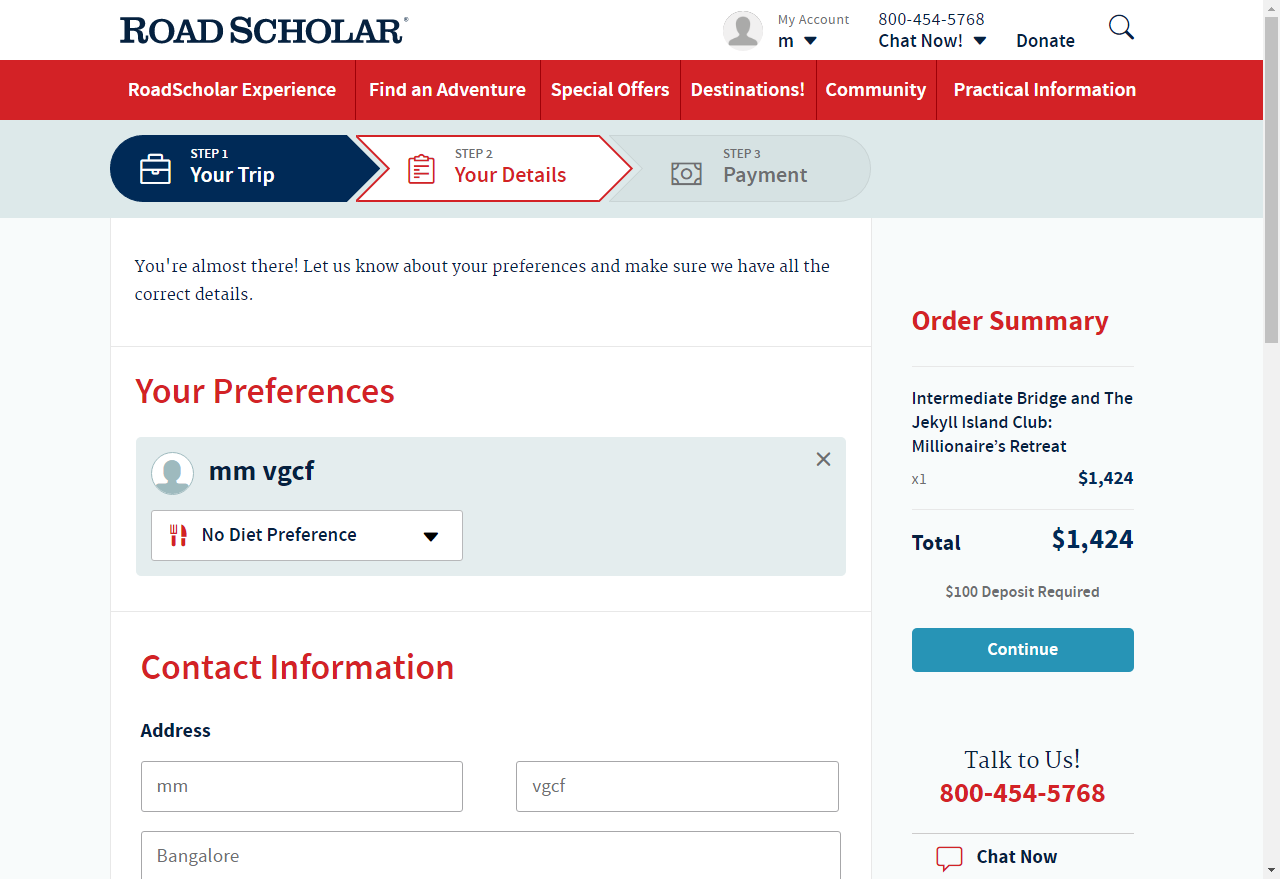 ROAD SCHOLAR®
My Account
m
800-454-5768
Chat Now!
Donate
RoadScholar Experience
Find an Adventure
Special Offers
Destinations!
Community
Practical Information
STEP 1
Your Trip
STEP 2
Your Details
STEP 3
Payment
You're almost there! Let us know about your preferences and make sure we have all the
correct details.
Your Preferences
mm vgcf
No Diet Preference
Contact Information
Address
mm
vgcf
Bangalore
Order Summary
Intermediate Bridge and The
Jekyll Island Club:
Millionaire’s Retreat
x1
$1,424
Total
$1,424
$100 Deposit Required
Continue
Talk to Us!
800-454-5768
Chat Now